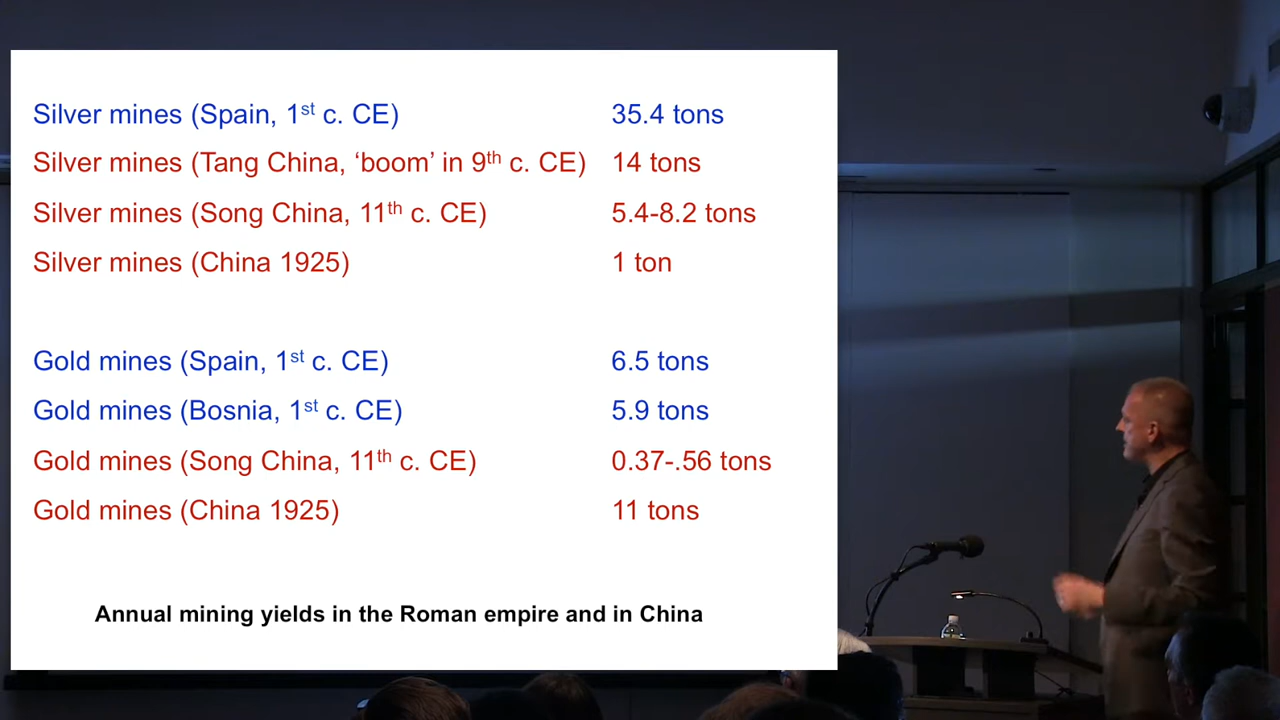 Silver mines (Spain, 1st c. CE) 35.4 tons
Silver mines (Tang China, ‘boom’ in 9th c. CE) 14 tons
Silver mines (Song China, 11th c. CE) 5.4-8.2 tons
Silver mines (China 1925) 1 ton
Gold mines (Spain, 1st c. CE) 6.5 tons
Gold mines (Bosnia, 1st c. CE) 5.9 tons
Gold mines (Song China, 11th c. CE) 0.37-.56 tons
Gold mines (China 1925) 11 tons
Annual mining yields in the Roman empire and in China